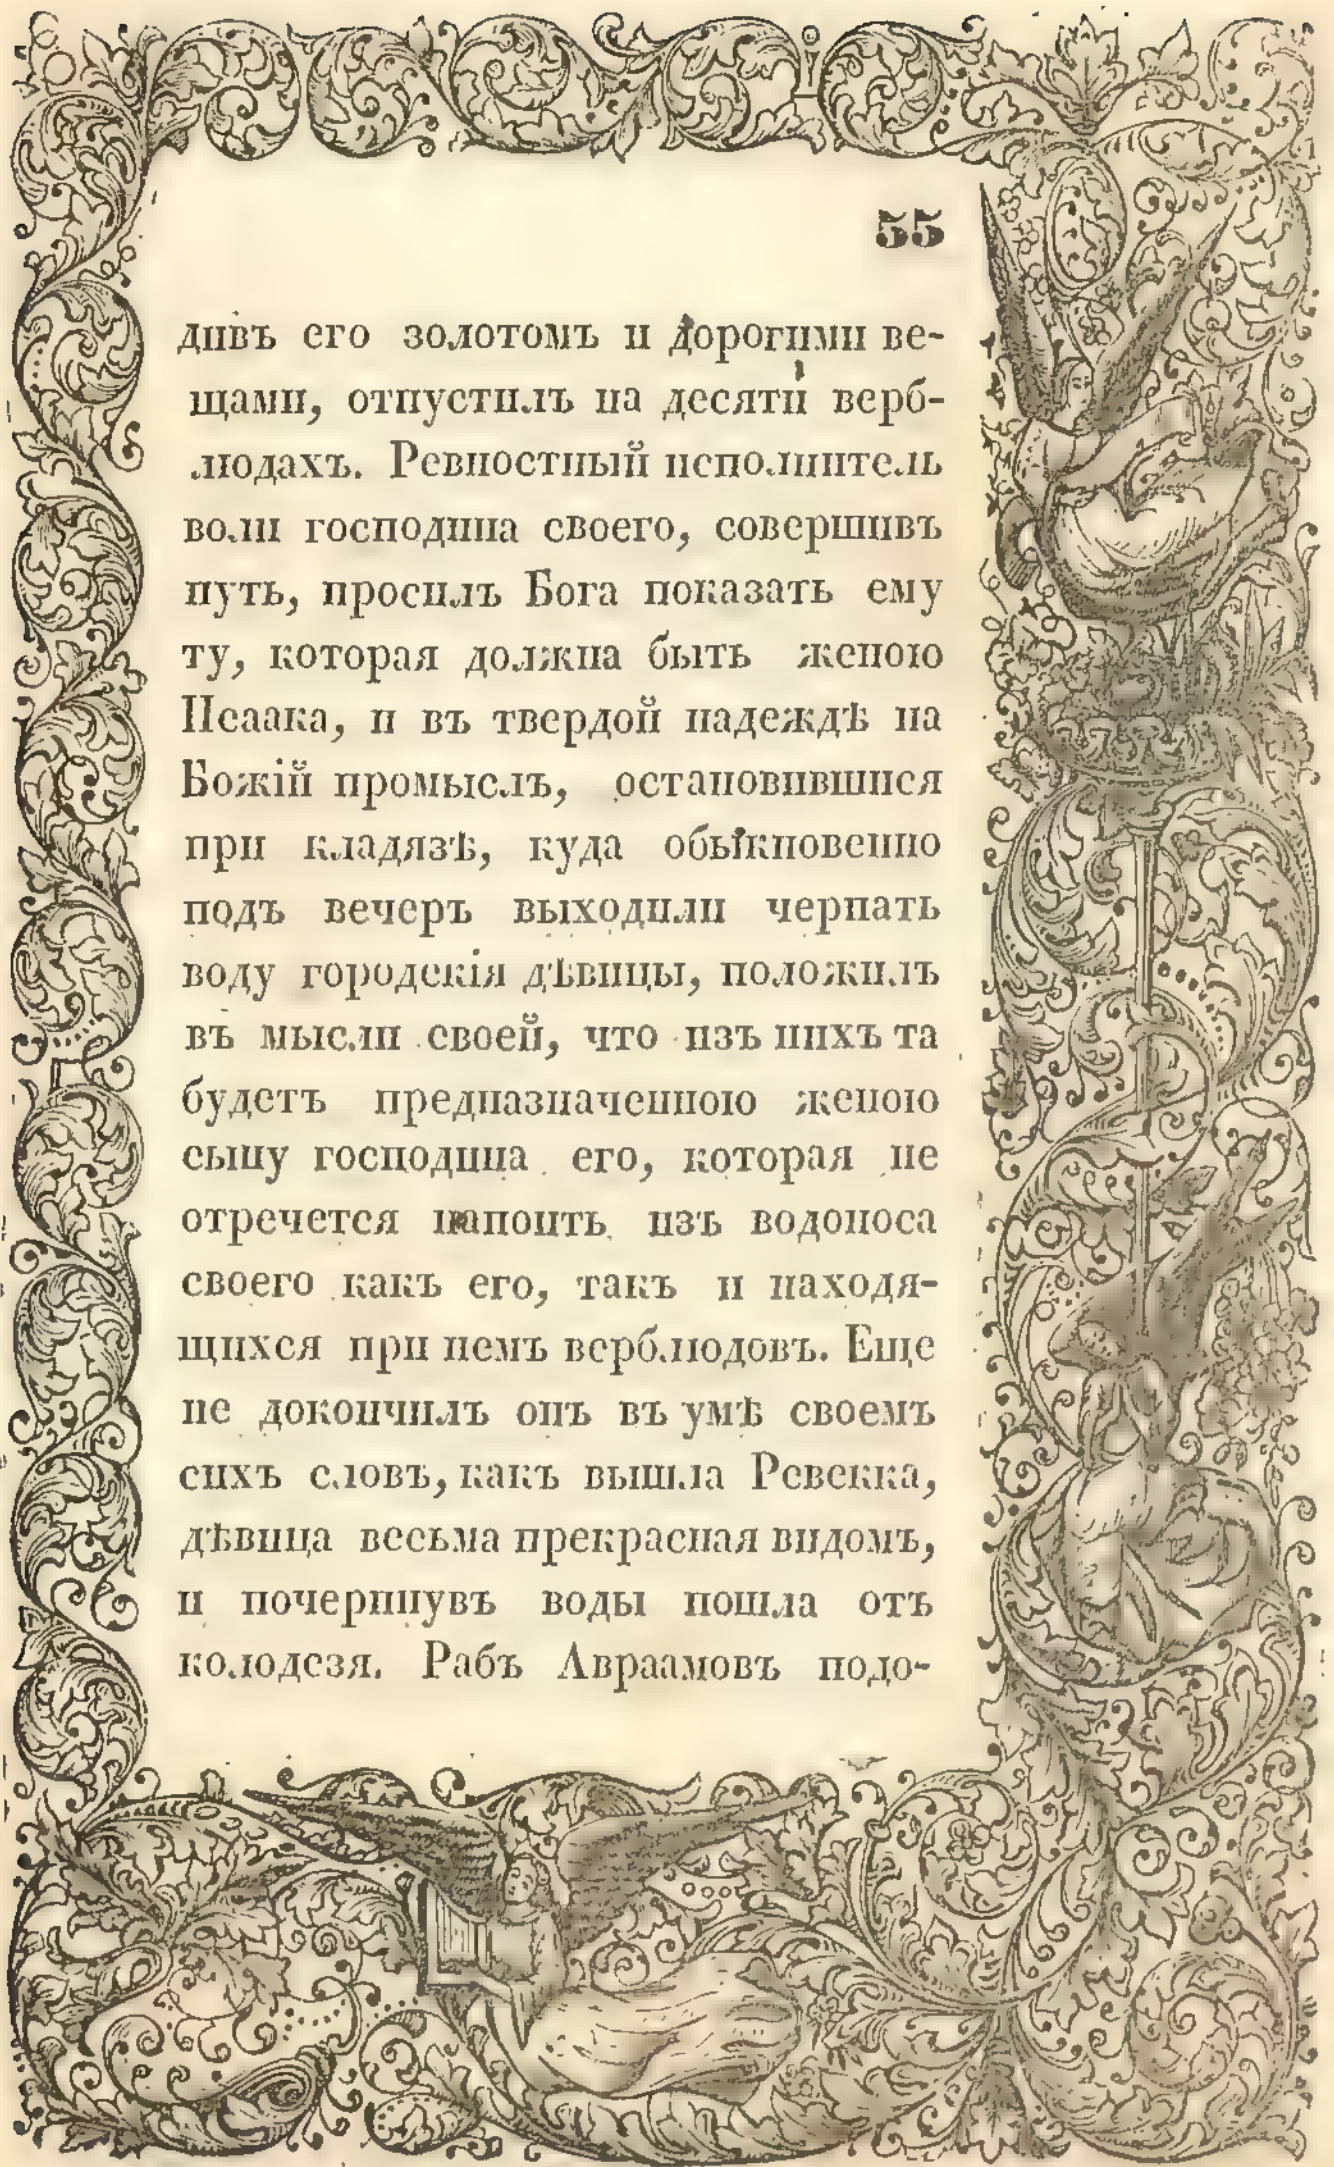 55
дивъ его золотомъ и дорогими ве-
щами, отпустилъ на десяти верб-
людахъ. Ревностный исполнитель
воли господина своего, совершивъ
путь, просилъ Бога показать ему
ту, которая должна быть женою
Исаака, и въ твердой надеждѣ на
Божій промыслъ, остановившися
при кладязѣ, куда обыкновенно
подъ вечеръ выходили черпать
воду городскія дѣвицы, положилъ
въ мысли своей, что изъ нихъ та
будетъ предназначенною женою
сыну господина его, которая не
отречется напоить изъ водоноса
своего какъ его, такъ и находя-
щихся при немъ верблюдовъ. Еще
не докончилъ онъ въ умѣ своемъ
сихъ словъ, какъ вышла Ревекка,
дѣвица весьма прекрасная видомъ,
и почерпнувъ воды пошла отъ
колодезя. Рабъ Авраамовъ подо-